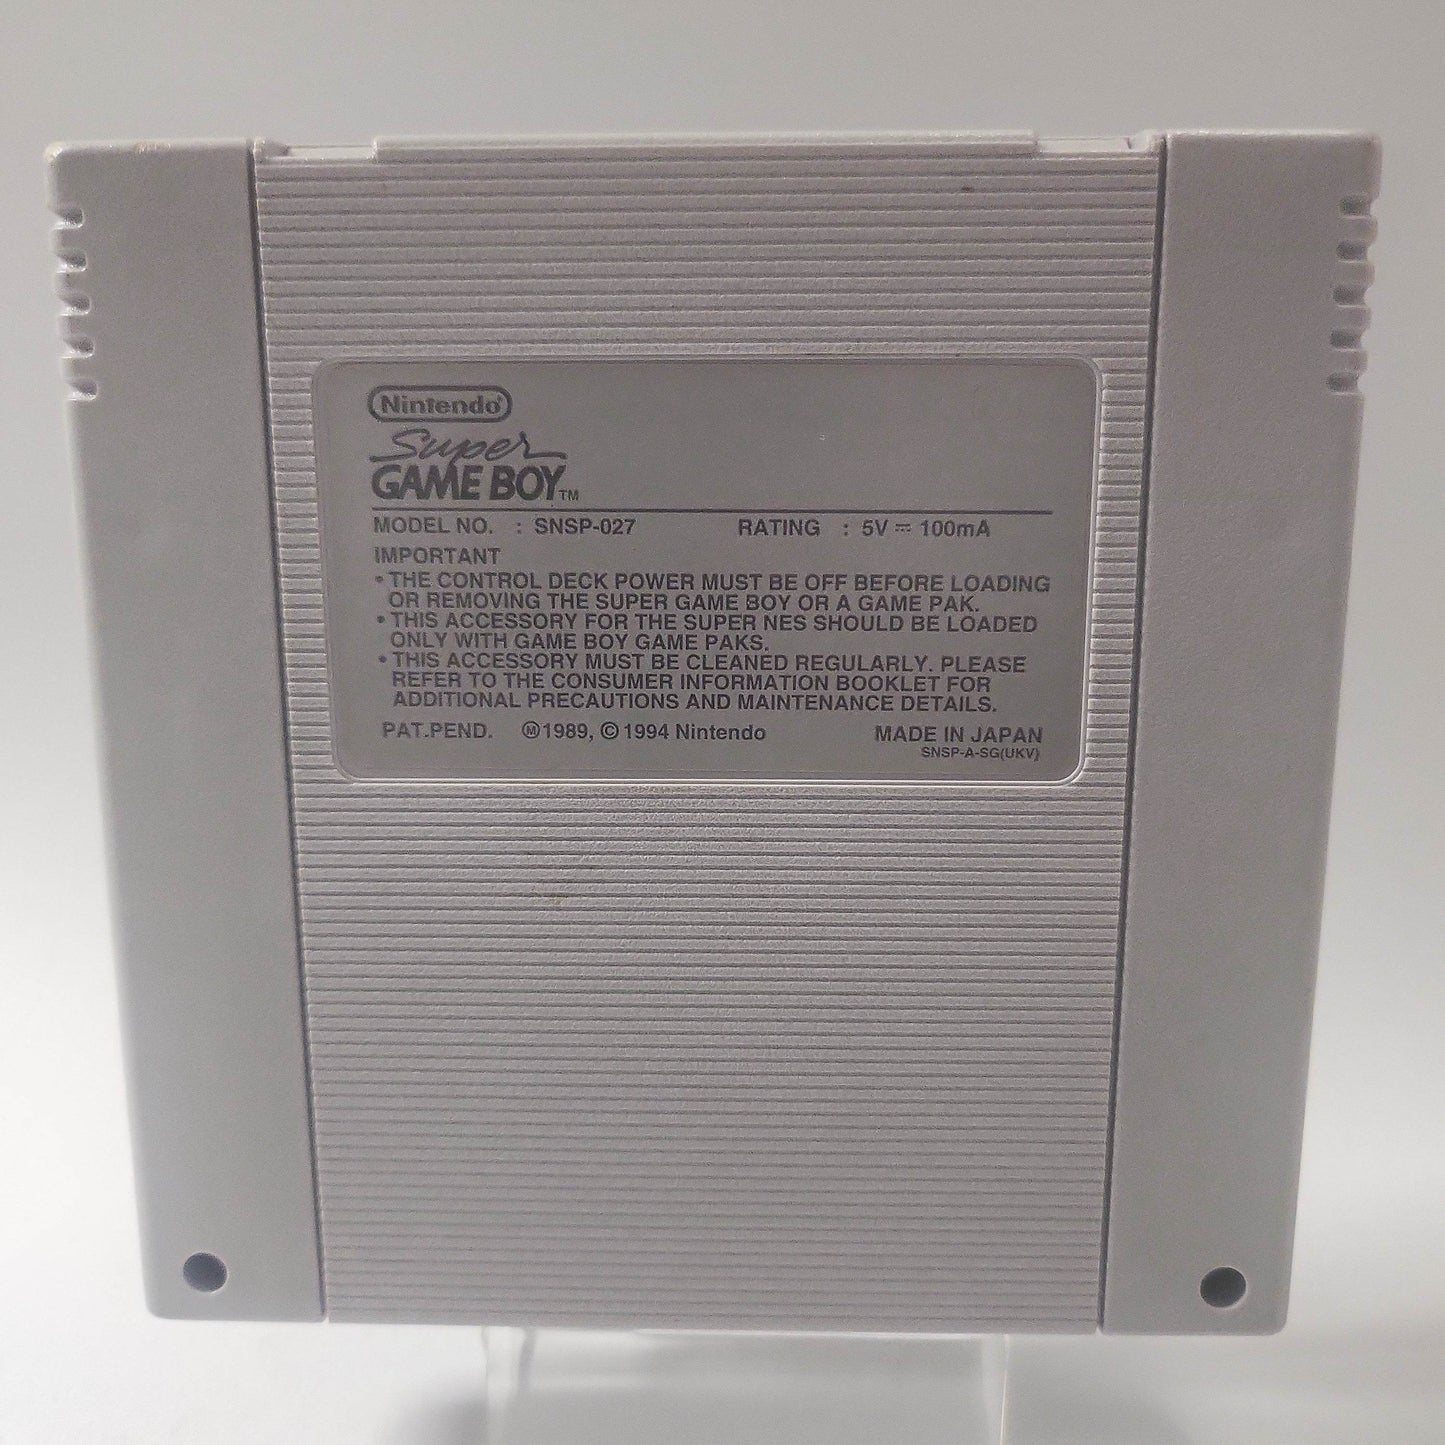 Nintendo®
Super
GAME BOY™
MODEL NO. : SNSP-027 RATING : 5V ⎓ 100mA
IMPORTANT
• THE CONTROL DECK POWER MUST BE OFF BEFORE LOADING
OR REMOVING THE SUPER GAME BOY OR A GAME PAK.
• THIS ACCESSORY FOR THE SUPER NES SHOULD BE LOADED
ONLY WITH GAME BOY GAME PAKS.
• THIS ACCESSORY MUST BE CLEANED REGULARLY. PLEASE
REFER TO THE CONSUMER INFORMATION BOOKLET FOR
ADDITIONAL PRECAUTIONS AND MAINTENANCE DETAILS.
PAT.PEND. Ⓜ1989, ©1994 Nintendo MADE IN JAPAN
SNSP-A-SG(UKV)